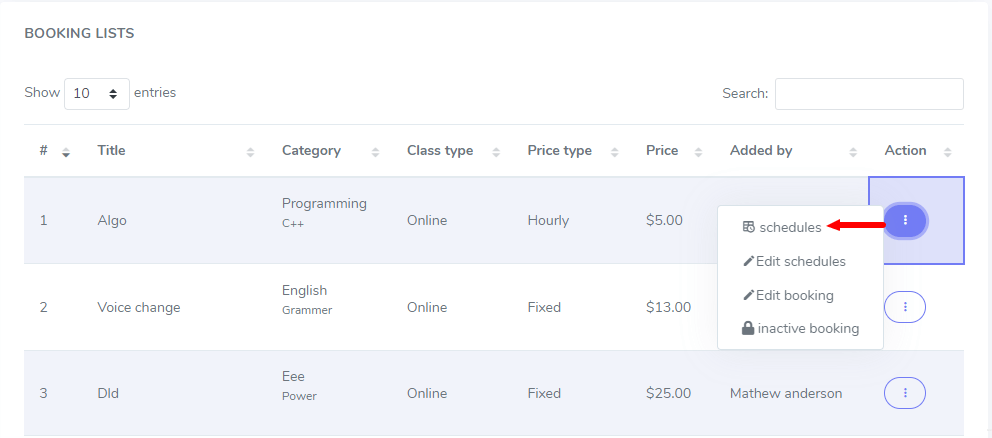 BOOKING LISTS
Show 10 entries
Search:
# Title Category Class type Price type Price Added by Action
1 Algo Programming C++ Online Hourly $5.00
schedules
Edit schedules
Edit booking
inactive booking
2 Voice change English Grammer Online Fixed $13.00
3 Dld Eee Power Online Fixed $25.00 Mathew anderson